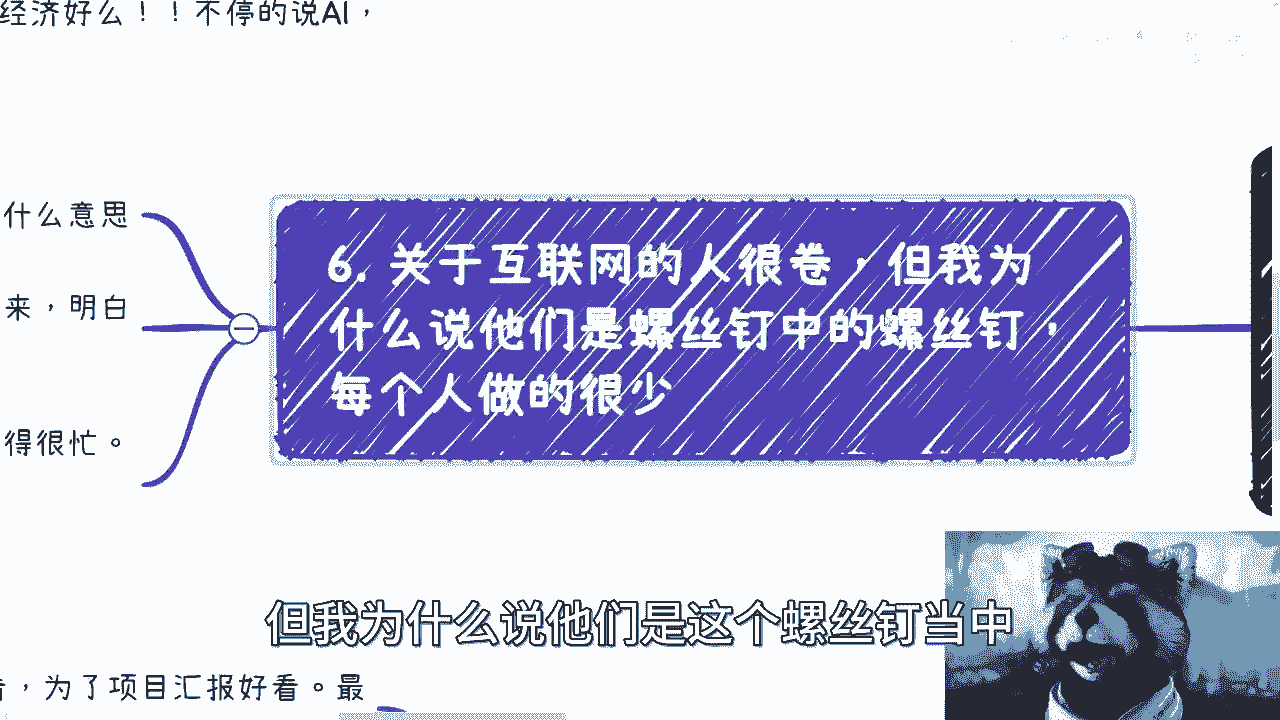 经济好么！！不停的说AI，
什么意思
来，明白
得很忙。
6. 关于互联网的人很卷，但我为
什么说他们是螺丝钉中的螺丝钉，
每个人做的很少
但我为什么说他们是这个螺丝钉当中
，为了项目汇报好看。最